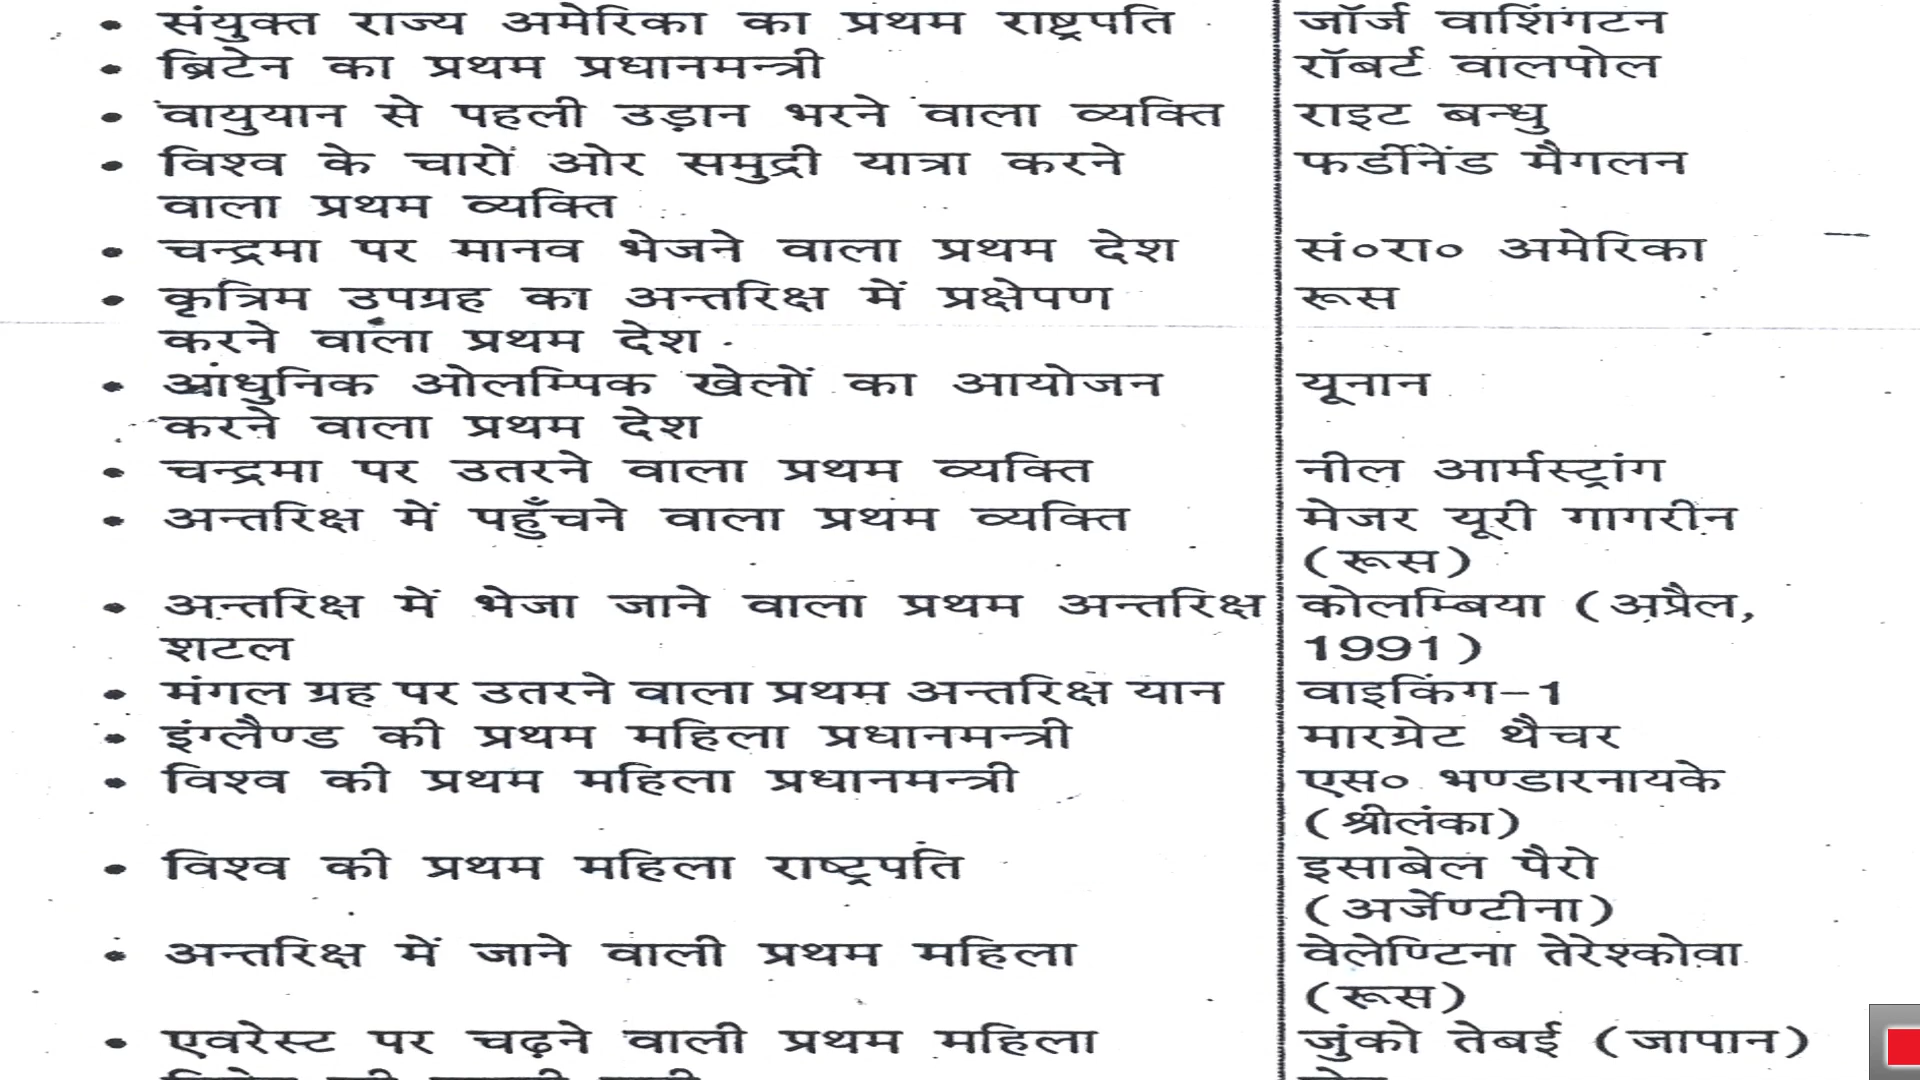 • संयुक्त राज्य अमेरिका का प्रथम राष्ट्रपति जॉर्ज वाशिंगटन
• ब्रिटेन का प्रथम प्रधानमन्त्री रॉबर्ट वालपोल
• वायुयान से पहली उड़ान भरने वाला व्यक्ति राइट बन्धु
• विश्व के चारों ओर समुद्री यात्रा करने फर्डीनेंड मैगलन
वाला प्रथम व्यक्ति
• चन्द्रमा पर मानव भेजने वाला प्रथम देश सं०रा० अमेरिका
• कृत्रिम उपग्रह का अन्तरिक्ष में प्रक्षेपण रूस
करने वाला प्रथम देश
• आधुनिक ओलम्पिक खेलों का आयोजन यूनान
करने वाला प्रथम देश
• चन्द्रमा पर उतरने वाला प्रथम व्यक्ति नील आर्मस्ट्रांग
• अन्तरिक्ष में पहुँचने वाला प्रथम व्यक्ति मेजर यूरी गागरीन
(रूस)
• अन्तरिक्ष में भेजा जाने वाला प्रथम अन्तरिक्ष कोलम्बिया (अप्रैल,
शटल 1991)
• मंगल ग्रह पर उतरने वाला प्रथम अन्तरिक्ष यान वाइकिंग–1
• इंग्लैण्ड की प्रथम महिला प्रधानमन्त्री मारग्रेट थैचर
• विश्व की प्रथम महिला प्रधानमन्त्री एस० भण्डारनायके
(श्रीलंका)
• विश्व की प्रथम महिला राष्ट्रपति इसाबेल पैरो
(अर्जेण्टीना)
• अन्तरिक्ष में जाने वाली प्रथम महिला वेलेण्टिना तेरेश्कोवा
(रूस)
• एवरेस्ट पर चढ़ने वाली प्रथम महिला जुंको तेबई (जापान)